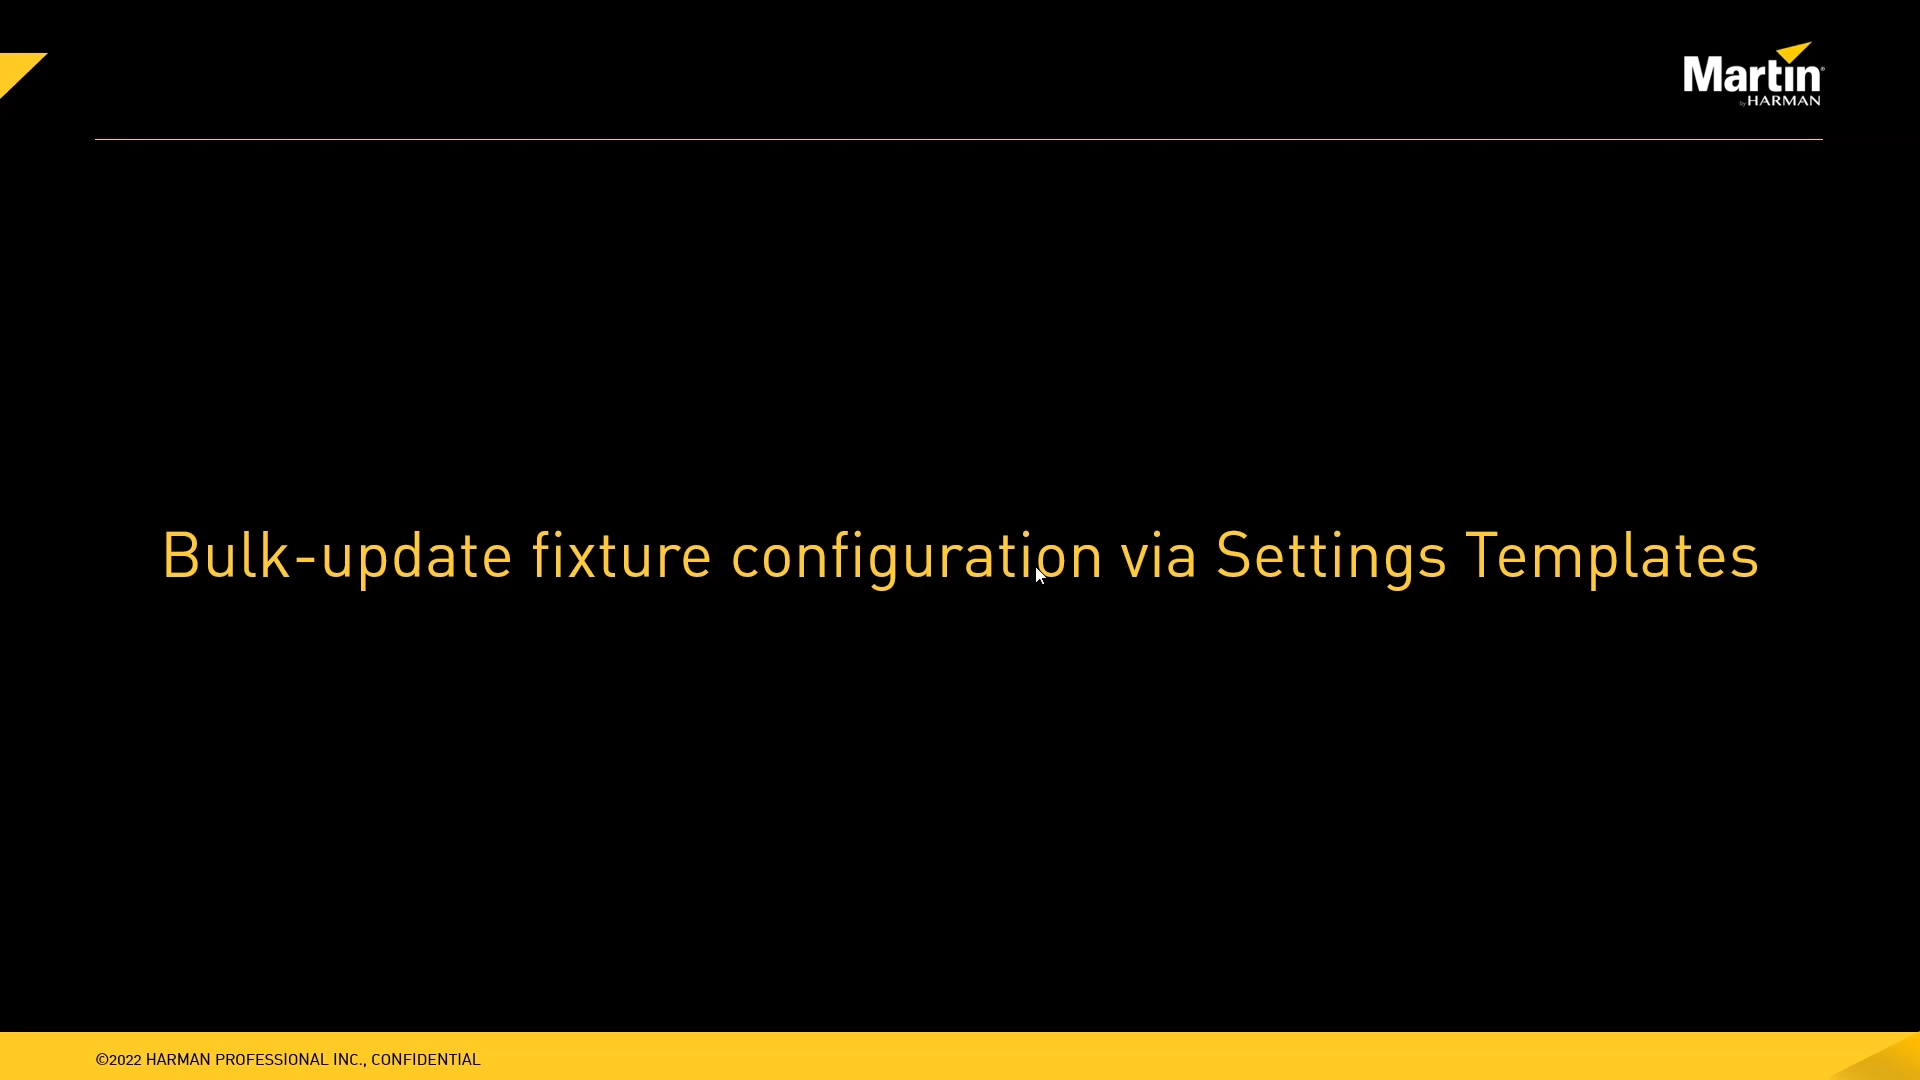 Martin®
by HARMAN
Bulk-update fixture configuration via Settings Templates
©2022 HARMAN PROFESSIONAL INC., CONFIDENTIAL